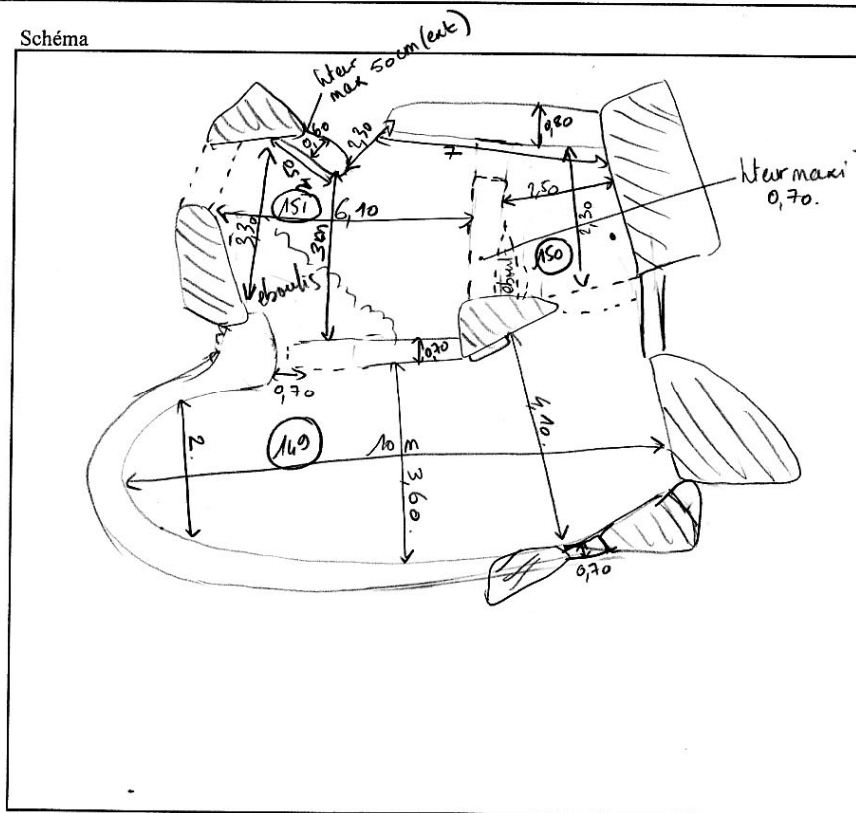 Schéma
hteur
max 50cm (ext)
0,60
2,30
0,80
7
151
6,10
2,50
hteur maxi
0,70.
3,30
3m
2,30
150
éboulis
éboulis
0,70
0,70
4,10.
2.
149
10 m
3,60.
0,70